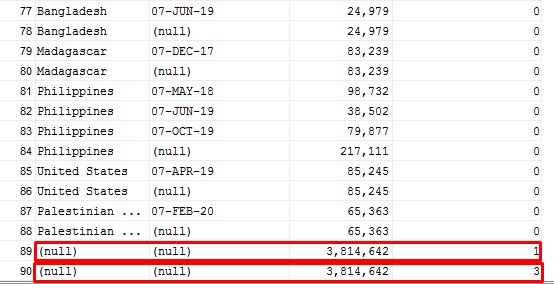 77 Bangladesh 07-JUN-19 24,979 0
78 Bangladesh (null) 24,979 0
79 Madagascar 07-DEC-17 83,239 0
80 Madagascar (null) 83,239 0
81 Philippines 07-MAY-18 98,732 0
82 Philippines 07-JUN-19 38,502 0
83 Philippines 07-OCT-19 79,877 0
84 Philippines (null) 217,111 0
85 United States 07-APR-19 85,245 0
86 United States (null) 85,245 0
87 Palestinian ... 07-FEB-20 65,363 0
88 Palestinian ... (null) 65,363 0
89 (null) (null) 3,814,642 1
90 (null) (null) 3,814,642 3